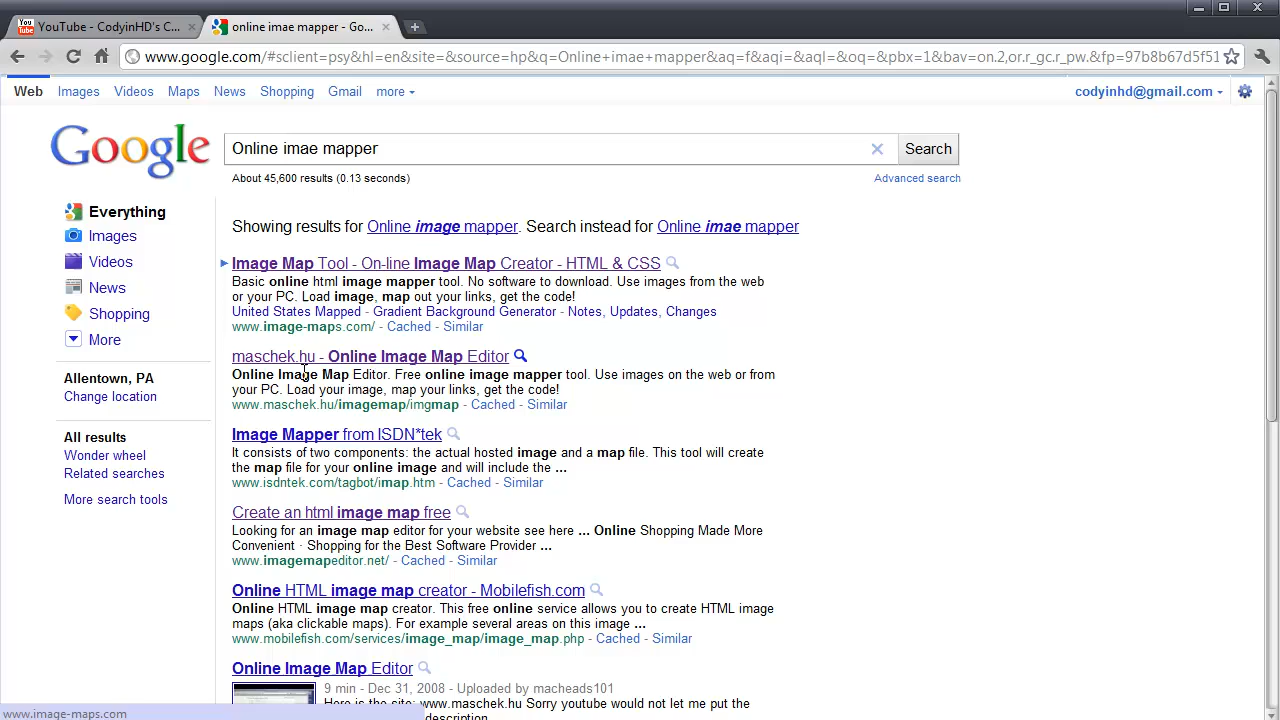 YouTube - CodyinHD's C...
online imae mapper - Go...
www.google.com/#sclient=psy&hl=en&site=&source=hp&q=Online+imae+mapper&aq=f&aqi=&aql=&oq=&pbx=1&bav=on.2,or.r_gc.r_pw.&fp=97b8b67d5f51
Web Images Videos Maps News Shopping Gmail more codyinhd@gmail.com
Google
Online imae mapper
Search
About 45,600 results (0.13 seconds)
Advanced search
Everything
Images
Videos
News
Shopping
More
Allentown, PA
Change location
All results
Wonder wheel
Related searches
More search tools
Showing results for Online image mapper. Search instead for Online imae mapper
Image Map Tool - On-line Image Map Creator - HTML & CSS
Basic online html image mapper tool. No software to download. Use images from the web
or your PC. Load image, map out your links, get the code!
United States Mapped - Gradient Background Generator - Notes, Updates, Changes
www.image-maps.com/ - Cached - Similar
maschek.hu - Online Image Map Editor
Online Image Map Editor. Free online image mapper tool. Use images on the web or from
your PC. Load your image, map your links, get the code!
www.maschek.hu/imagemap/imgmap - Cached - Similar
Image Mapper from ISDN*tek
It consists of two components: the actual hosted image and a map file. This tool will create
the map file for your online image and will include the ...
www.isdntek.com/tagbot/imap.htm - Cached - Similar
Create an html image map free
Looking for an image map editor for your website see here ... Online Shopping Made More
Convenient · Shopping for the Best Software Provider ...
www.imagemapeditor.net/ - Cached - Similar
Online HTML image map creator - Mobilefish.com
Online HTML image map creator. This free online service allows you to create HTML image
maps (aka clickable maps). For example several areas on this image ...
www.mobilefish.com/services/image_map/image_map.php - Cached - Similar
Online Image Map Editor
9 min - Dec 31, 2008 - Uploaded by macheads101
Here is the site: www.maschek.hu Sorry youtube would not let me put the
description
www.image-maps.com